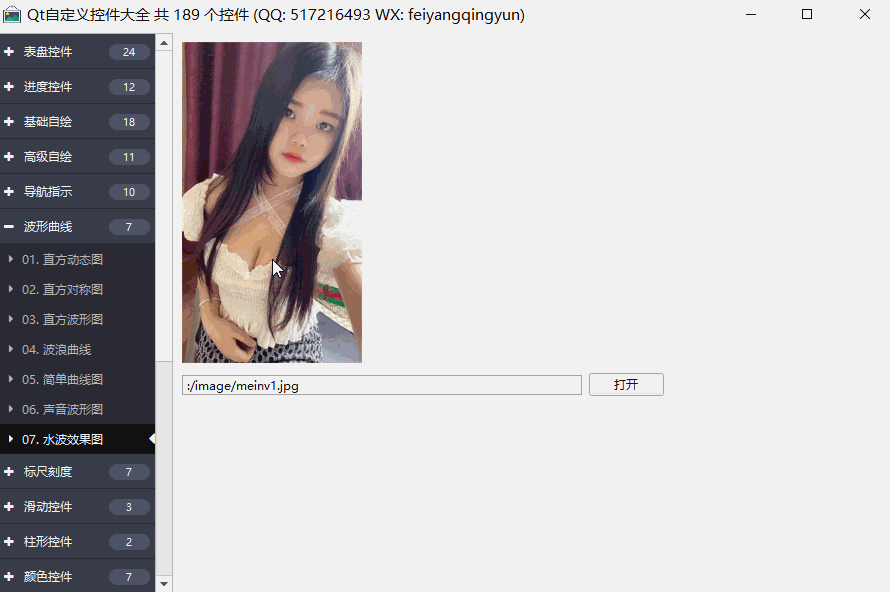 Qt自定义控件大全 共 189 个控件 (QQ: 517216493 WX: feiyangqingyun)
表盘控件 24
进度控件 12
基础自绘 18
高级自绘 11
导航指示 10
波形曲线 7
01. 直方动态图
02. 直方对称图
03. 直方波形图
04. 波浪曲线
05. 简单曲线图
06. 声音波形图
07. 水波效果图
标尺刻度 7
滑动控件 3
柱形控件 2
颜色控件 7
:/image/meinv1.jpg
打开